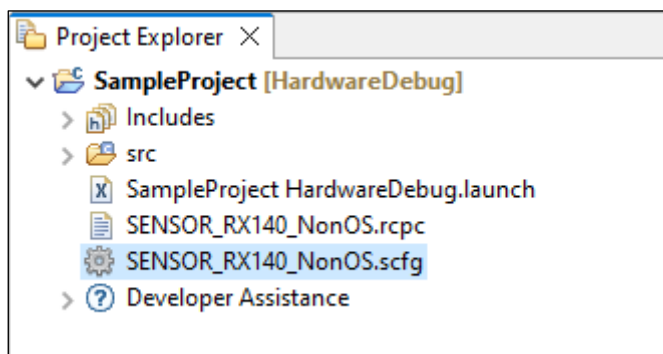 Project Explorer
SampleProject [HardwareDebug]
Includes
src
SampleProject HardwareDebug.launch
SENSOR_RX140_NonOS.rcpc
SENSOR_RX140_NonOS.scfg
Developer Assistance